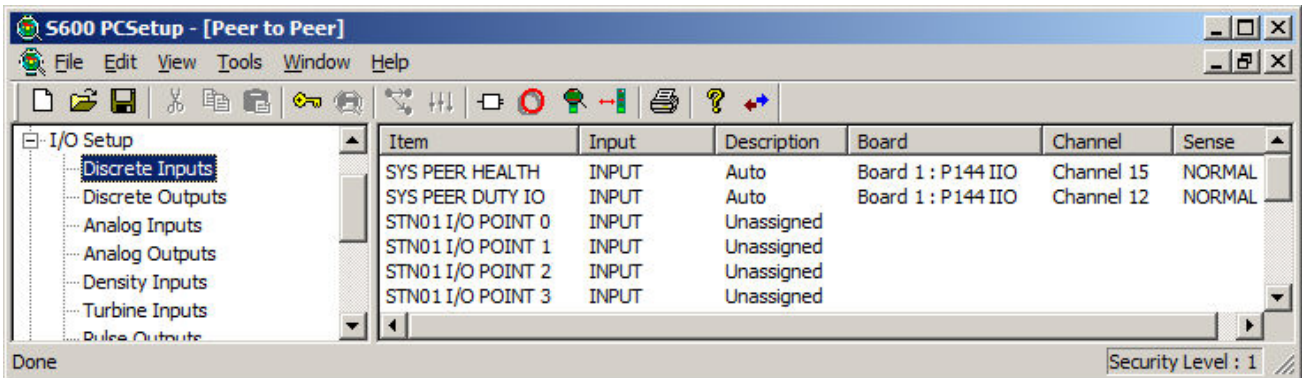 S600 PCSetup - [Peer to Peer]
File Edit View Tools Window Help
I/O Setup
Discrete Inputs
Discrete Outputs
Analog Inputs
Analog Outputs
Density Inputs
Turbine Inputs
Pulse Outputs
Item Input Description Board Channel Sense
SYS PEER HEALTH INPUT Auto Board 1 : P144 IIO Channel 15 NORMAL
SYS PEER DUTY IO INPUT Auto Board 1 : P144 IIO Channel 12 NORMAL
STN01 I/O POINT 0 INPUT Unassigned
STN01 I/O POINT 1 INPUT Unassigned
STN01 I/O POINT 2 INPUT Unassigned
STN01 I/O POINT 3 INPUT Unassigned
Done Security Level : 1